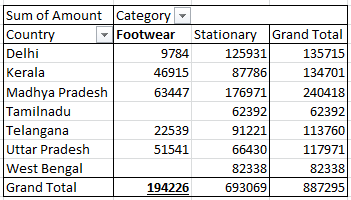 Sum of Amount Category
Country Footwear Stationary Grand Total
Delhi 9784 125931 135715
Kerala 46915 87786 134701
Madhya Pradesh 63447 176971 240418
Tamilnadu 62392 62392
Telangana 22539 91221 113760
Uttar Pradesh 51541 66430 117971
West Bengal 82338 82338
Grand Total 194226 693069 887295